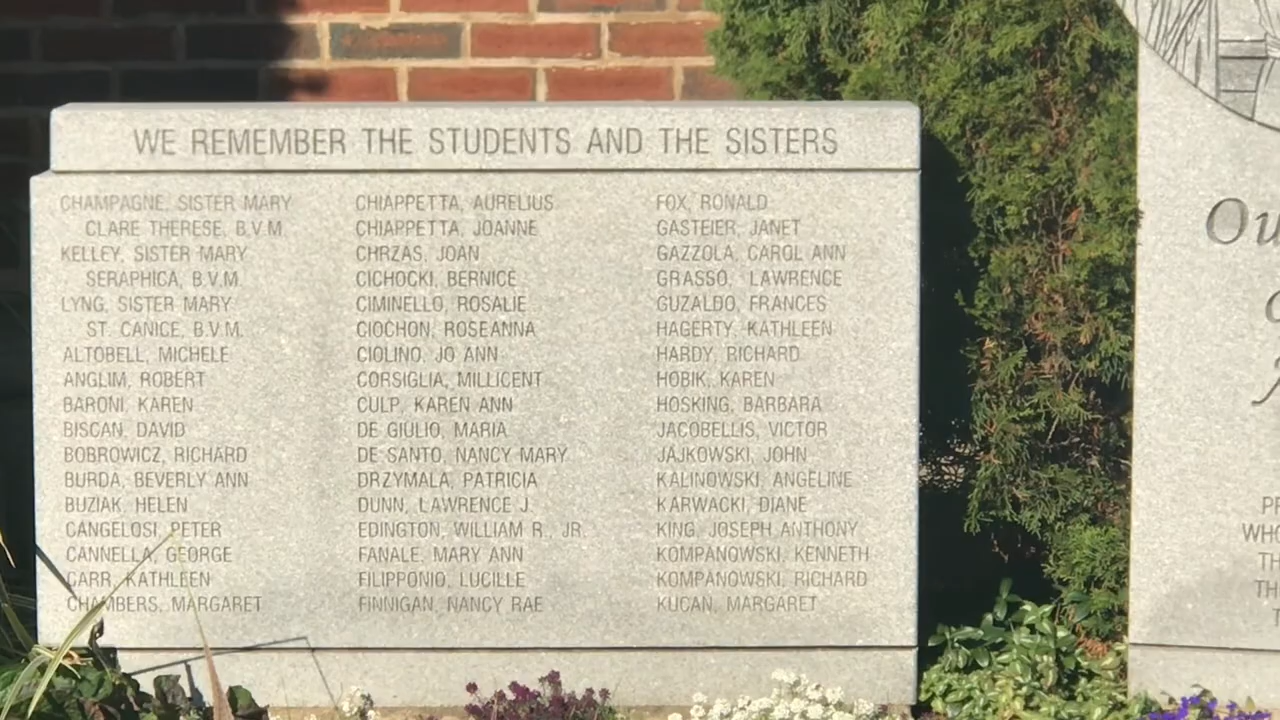 WE REMEMBER THE STUDENTS AND THE SISTERS
CHAMPAGNE, SISTER MARY
CLARE THERESE, B.V.M.
KELLEY, SISTER MARY
SERAPHICA, B.V.M.
LYNG, SISTER MARY
ST. CANICE, B.V.M.
ALTOBELL, MICHELE
ANGLIM, ROBERT
BARONI, KAREN
BISCAN, DAVID
BOBROWICZ, RICHARD
BURDA, BEVERLY ANN
BUZIAK, HELEN
CANGELOSI, PETER
CANNELLA, GEORGE
CARR, KATHLEEN
CHAMBERS, MARGARET
CHIAPPETTA, AURELIUS
CHIAPPETTA, JOANNE
CHRZAS, JOAN
CICHOCKI, BERNICE
CIMINELLO, ROSALIE
CIOCHON, ROSEANNA
CIOLINO, JO ANN
CORSIGLIA, MILLICENT
CULP, KAREN ANN
DE GIULIO, MARIA
DE SANTO, NANCY MARY
DRZYMALA, PATRICIA
DUNN, LAWRENCE J.
EDINGTON, WILLIAM R., JR.
FANALE, MARY ANN
FILIPPONIO, LUCILLE
FINNIGAN, NANCY RAE
FOX, RONALD
GASTEIER, JANET
GAZZOLA, CAROL ANN
GRASSO, LAWRENCE
GUZALDO, FRANCES
HAGERTY, KATHLEEN
HARDY, RICHARD
HOBIK, KAREN
HOSKING, BARBARA
JACOBELLIS, VICTOR
JAJKOWSKI, JOHN
KALINOWSKI, ANGELINE
KARWACKI, DIANE
KING, JOSEPH ANTHONY
KOMPANOWSKI, KENNETH
KOMPANOWSKI, RICHARD
KUCAN, MARGARET